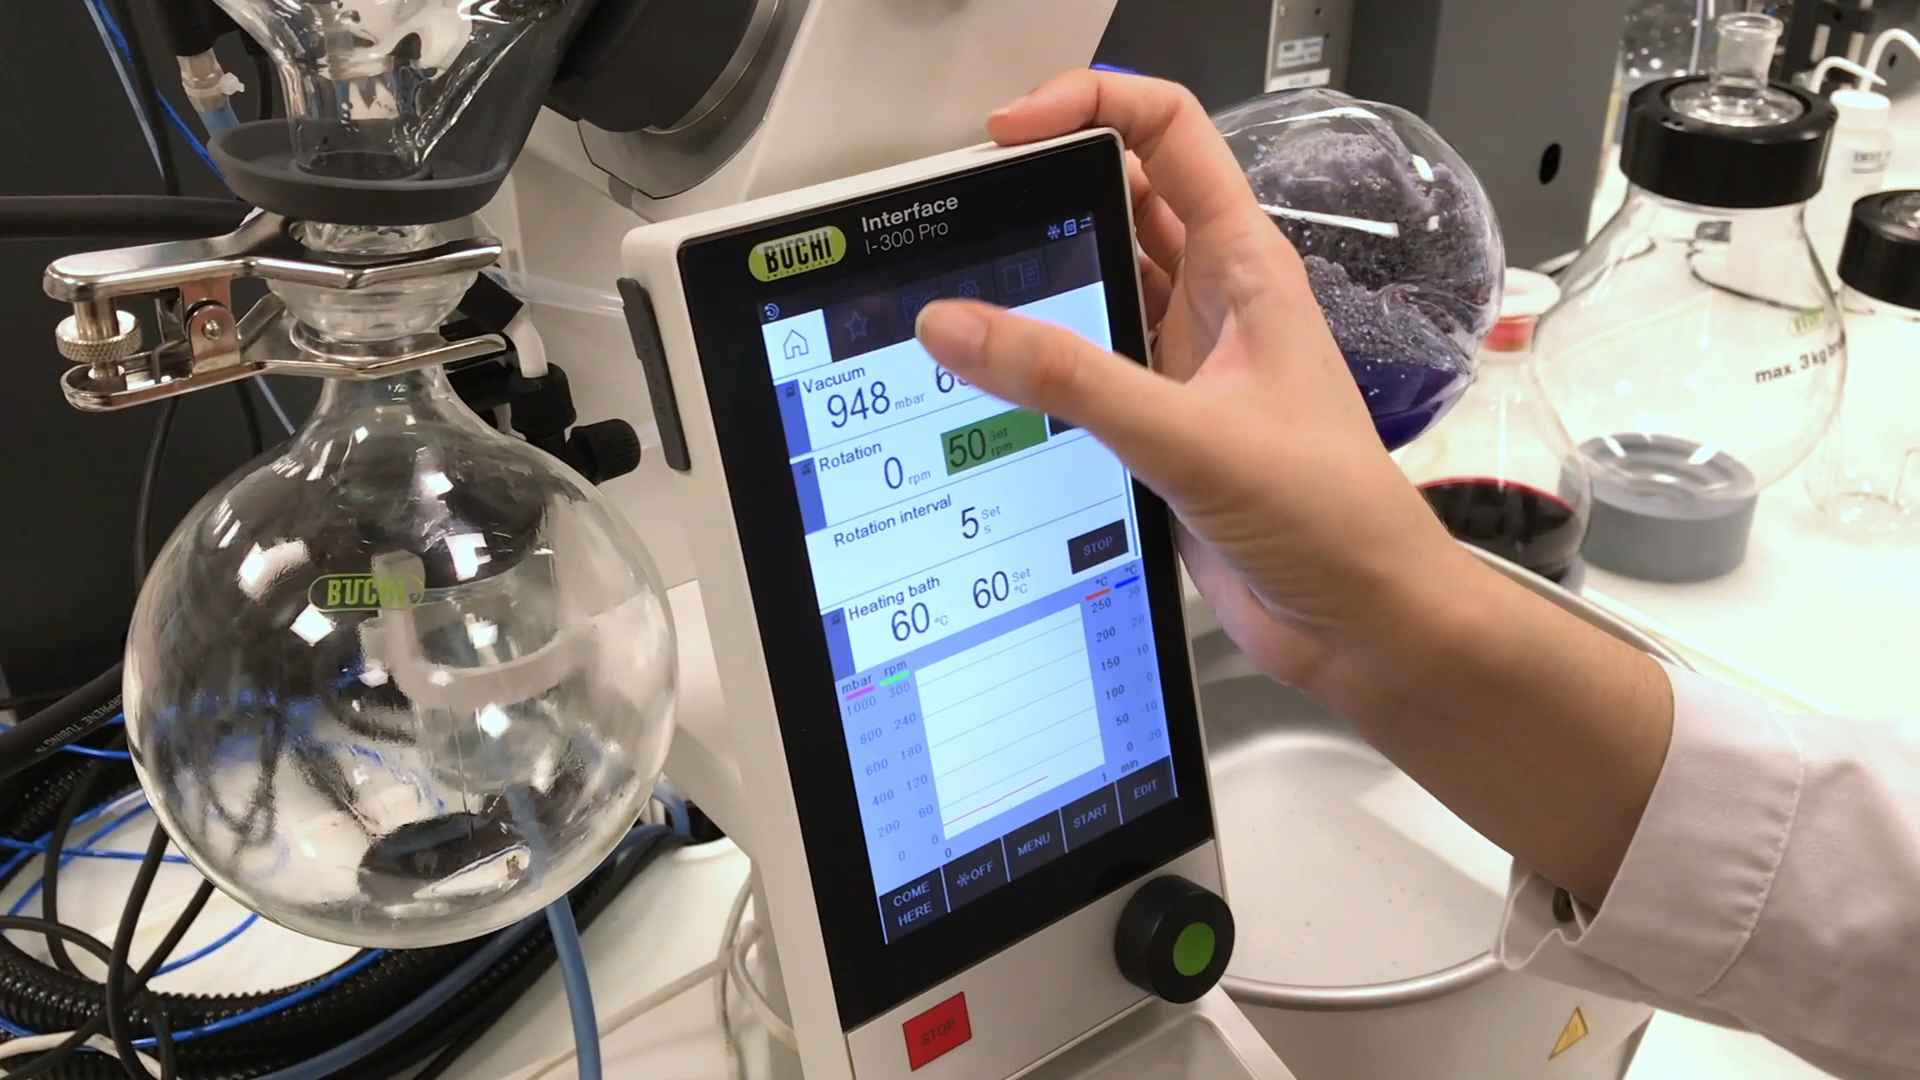 Interface
I-300 Pro
BUCHI
SWITZERLAND
Vacuum
948 mbar
Rotation
0 rpm
50 Set rpm
Rotation interval
5 Set s
STOP
Heating bath
60 °C
60 Set °C
mbar rpm
°C °C
1000 300 250 30
800 240 200 20
600 180 150 10
400 120 100 0
200 60 50 -10
0 0 0 -20
0 1 min
COME HERE
OFF
MENU
START
EDIT
STOP
BUCHI
max. 3 kg